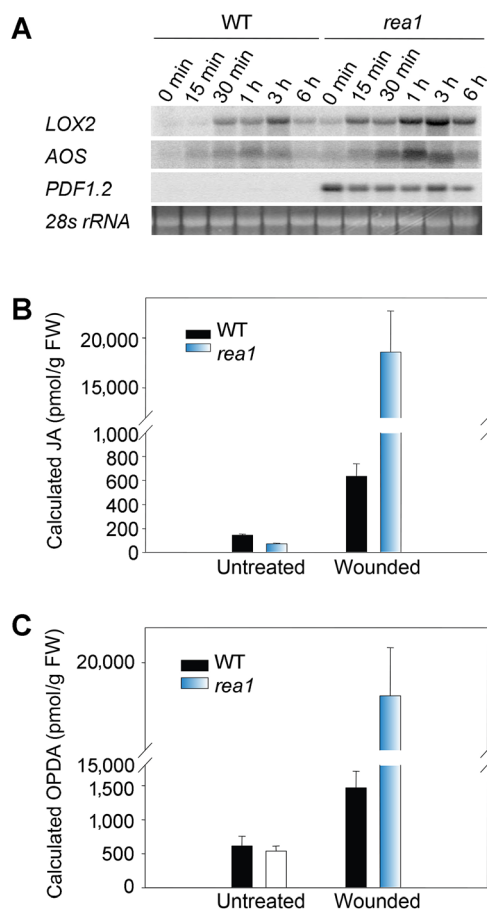 A
WT rea1
0 min 15 min 30 min 1 h 3 h 6 h 0 min 15 min 30 min 1 h 3 h 6 h
LOX2
AOS
PDF1.2
28s rRNA
B
Calculated JA (pmol/g FW)
20,000
15,000
1,000
800
600
400
200
0
WT
rea1
Untreated Wounded
C
Calculated OPDA (pmol/g FW)
20,000
15,000
1,500
1,000
500
0
WT
rea1
Untreated Wounded